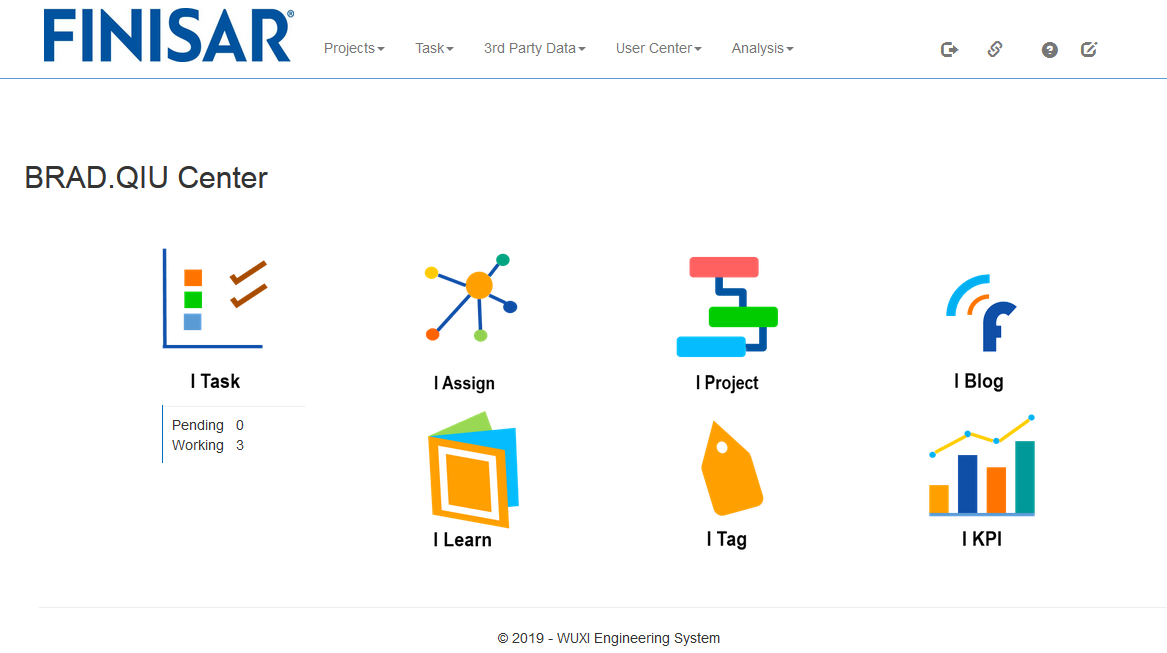 FINISAR®
Projects Task 3rd Party Data User Center Analysis
BRAD.QIU Center
I Task
I Assign
I Project
I Blog
Pending 0
Working 3
I Learn
I Tag
I KPI
© 2019 - WUXI Engineering System